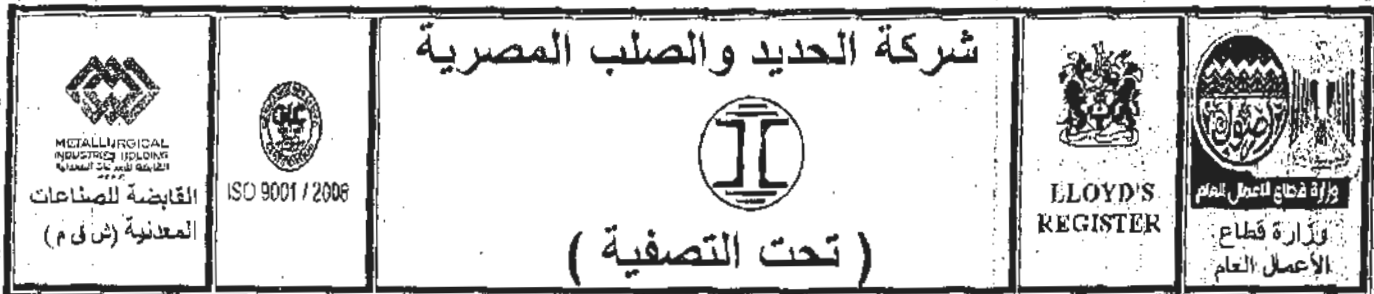 شركة الحديد والصلب المصرية
( تحت التصفية )
وزارة قطاع الأعمال العام
وزارة قطاع
الأعمال العام
LLOYD'S
REGISTER
ISO 9001 / 2008
METALLURGICAL
INDUSTRIES HOLDING
القابضة للصناعات
المعدنية (ش ق م)